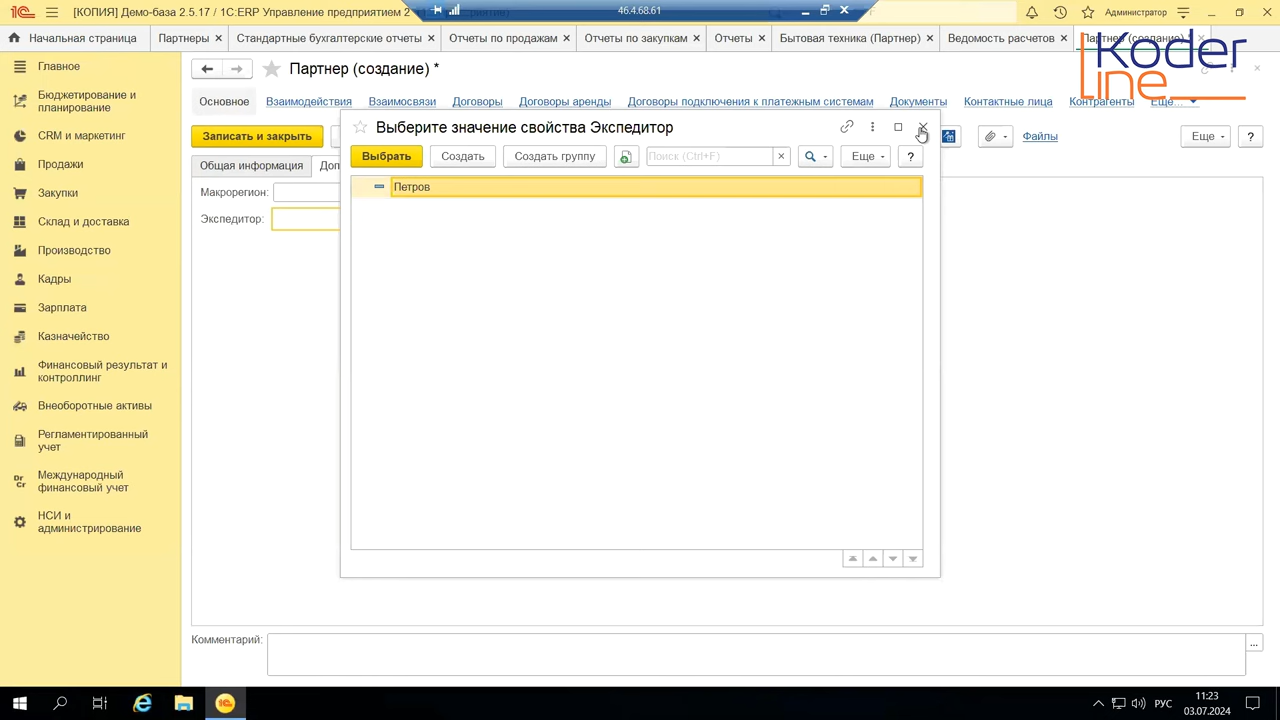 [КОПИЯ] Демо-база 2.5.17 / 1С:ERP Управление предприятием 2
46.4.68.61
Администратор
Начальная страница
Партнеры
Стандартные бухгалтерские отчеты
Отчеты по продажам
Отчеты по закупкам
Отчеты
Бытовая техника (Партнер)
Ведомость расчетов
Партнер (создание)
Koder
line
Главное
Бюджетирование и
планирование
CRM и маркетинг
Продажи
Закупки
Склад и доставка
Производство
Кадры
Зарплата
Казначейство
Финансовый результат и
контроллинг
Внеоборотные активы
Регламентированный
учет
Международный
финансовый учет
НСИ и
администрирование
Партнер (создание) *
Основное
Взаимодействия
Взаимосвязи
Договоры
Договоры аренды
Договоры подключения к платежным системам
Документы
Контактные лица
Контрагенты
Еще...
Записать и закрыть
Файлы
Еще
?
Общая информация
Макрорегион:
Экспедитор:
Выберите значение свойства Экспедитор
Выбрать
Создать
Создать группу
Поиск (Ctrl+F)
Еще
?
Петров
Комментарий:
...
РУС
11:23
03.07.2024